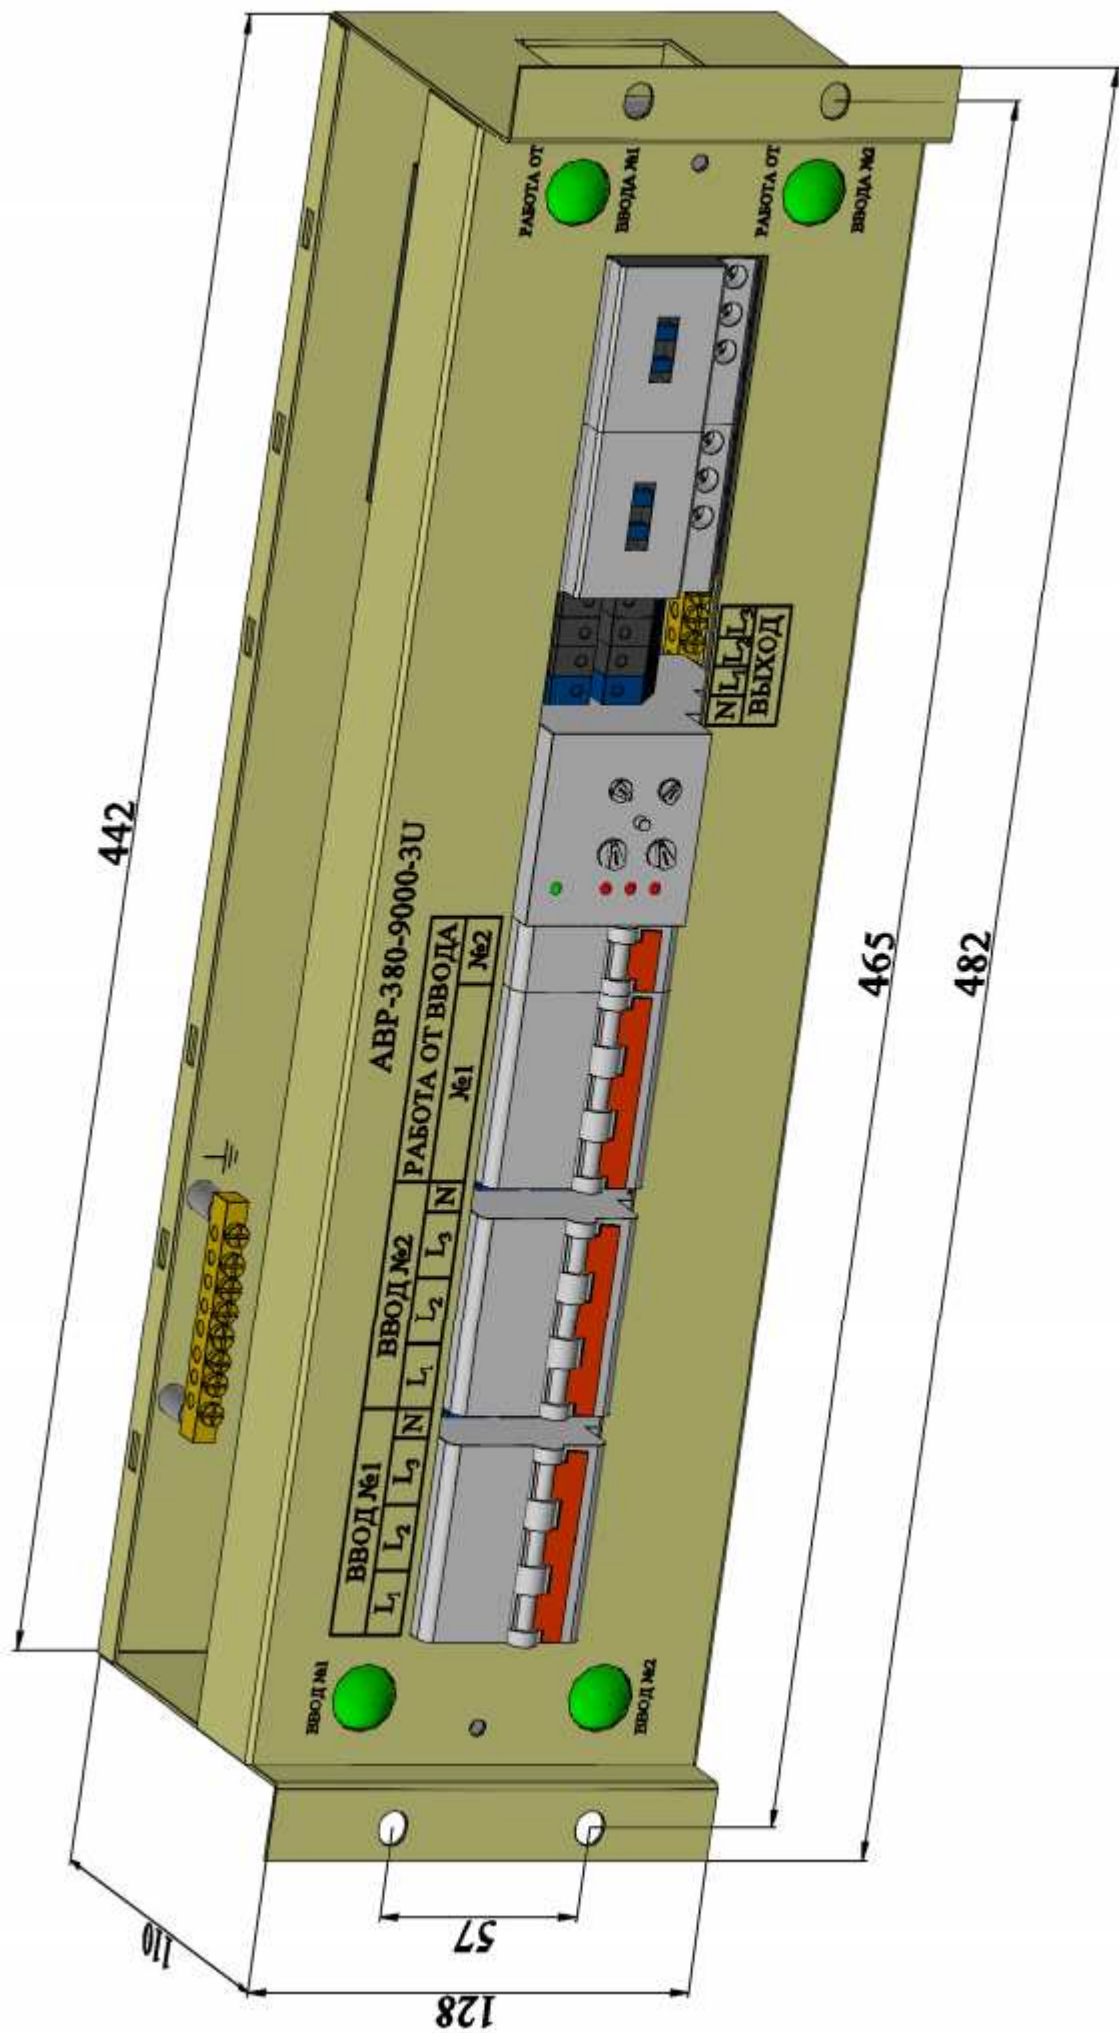 442
АВР-380-9000-3U
ВВОД №1
ВВОД №2
РАБОТА ОТ ВВОДА
L₁ L₂ L₃ N L₁ L₂ L₃ N №1 №2
ВВОД №1
ВВОД №2
РАБОТА ОТ
ВВОДА №1
РАБОТА ОТ
ВВОДА №2
N L₁ L₂ L₃
ВЫХОД
110
57
128
465
482